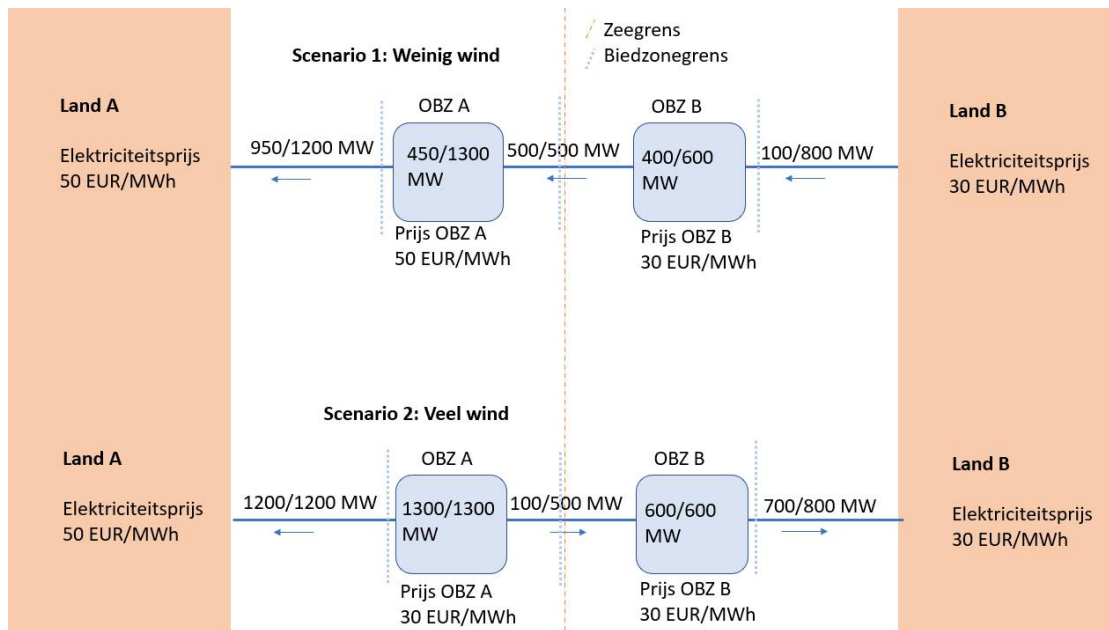 Zeegrens
Biedzonegrens
Scenario 1: Weinig wind
Land A
Elektriciteitsprijs
50 EUR/MWh
950/1200 MW
OBZ A
450/1300
MW
Prijs OBZ A
50 EUR/MWh
500/500 MW
OBZ B
400/600
MW
Prijs OBZ B
30 EUR/MWh
100/800 MW
Land B
Elektriciteitsprijs
30 EUR/MWh
Scenario 2: Veel wind
Land A
Elektriciteitsprijs
50 EUR/MWh
1200/1200 MW
OBZ A
1300/1300
MW
Prijs OBZ A
30 EUR/MWh
100/500 MW
OBZ B
600/600
MW
Prijs OBZ B
30 EUR/MWh
700/800 MW
Land B
Elektriciteitsprijs
30 EUR/MWh